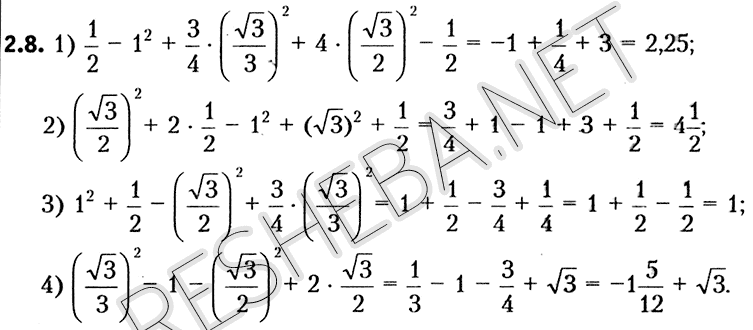 2.8. 1) 1/2 − 1² + 3/4 · (√3/3)² + 4 · (√3/2)² − 1/2 = −1 + 1/4 + 3 = 2,25;
2) (√3/2)² + 2 · 1/2 − 1² + (√3)² + 1/2 = 3/4 + 1 − 1 + 3 + 1/2 = 4 1/2;
3) 1² + 1/2 − (√3/2)² + 3/4 · (√3/3)² = 1 + 1/2 − 3/4 + 1/4 = 1 + 1/2 − 1/2 = 1;
4) (√3/3)² − 1 − (√3/2)² + 2 · √3/2 = 1/3 − 1 − 3/4 + √3 = −1 5/12 + √3.
RESHEBA.NET